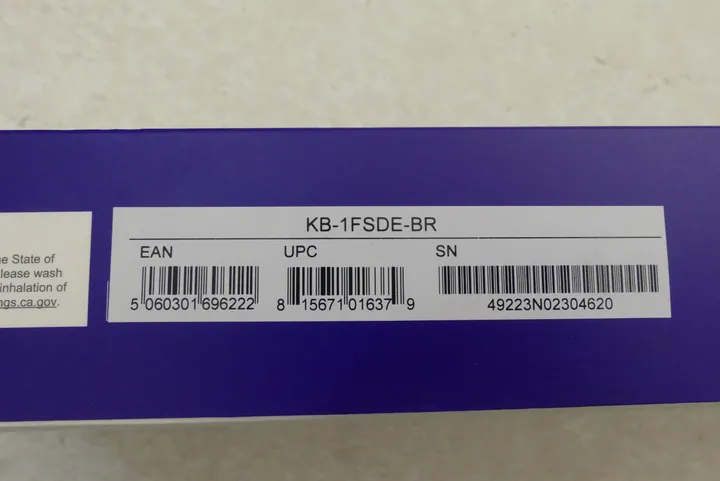 e State of
lease wash
inhalation of
ngs.ca.gov.
KB-1FSDE-BR
EAN
5 060301 696222
UPC
8 15671 01637 9
SN
49223N02304620